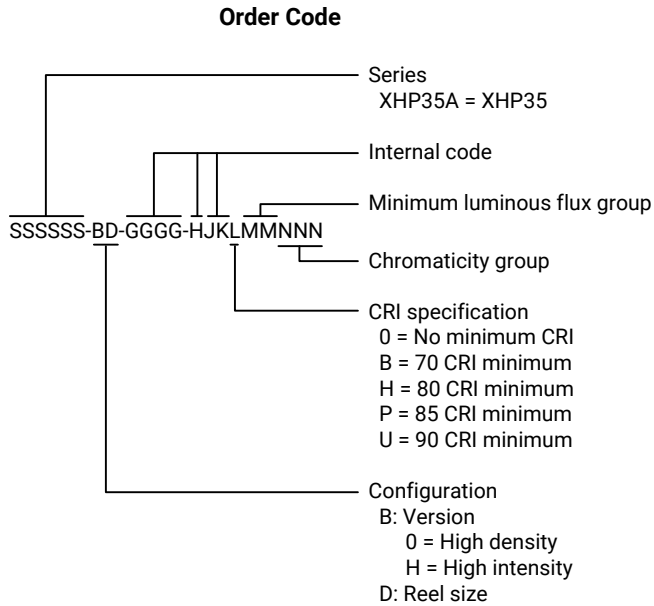 Order Code
Series
XHP35A = XHP35
Internal code
Minimum luminous flux group
SSSSSS-BD-GGGG-HJKLMMNNN
Chromaticity group
CRI specification
0 = No minimum CRI
B = 70 CRI minimum
H = 80 CRI minimum
P = 85 CRI minimum
U = 90 CRI minimum
Configuration
B: Version
0 = High density
H = High intensity
D: Reel size